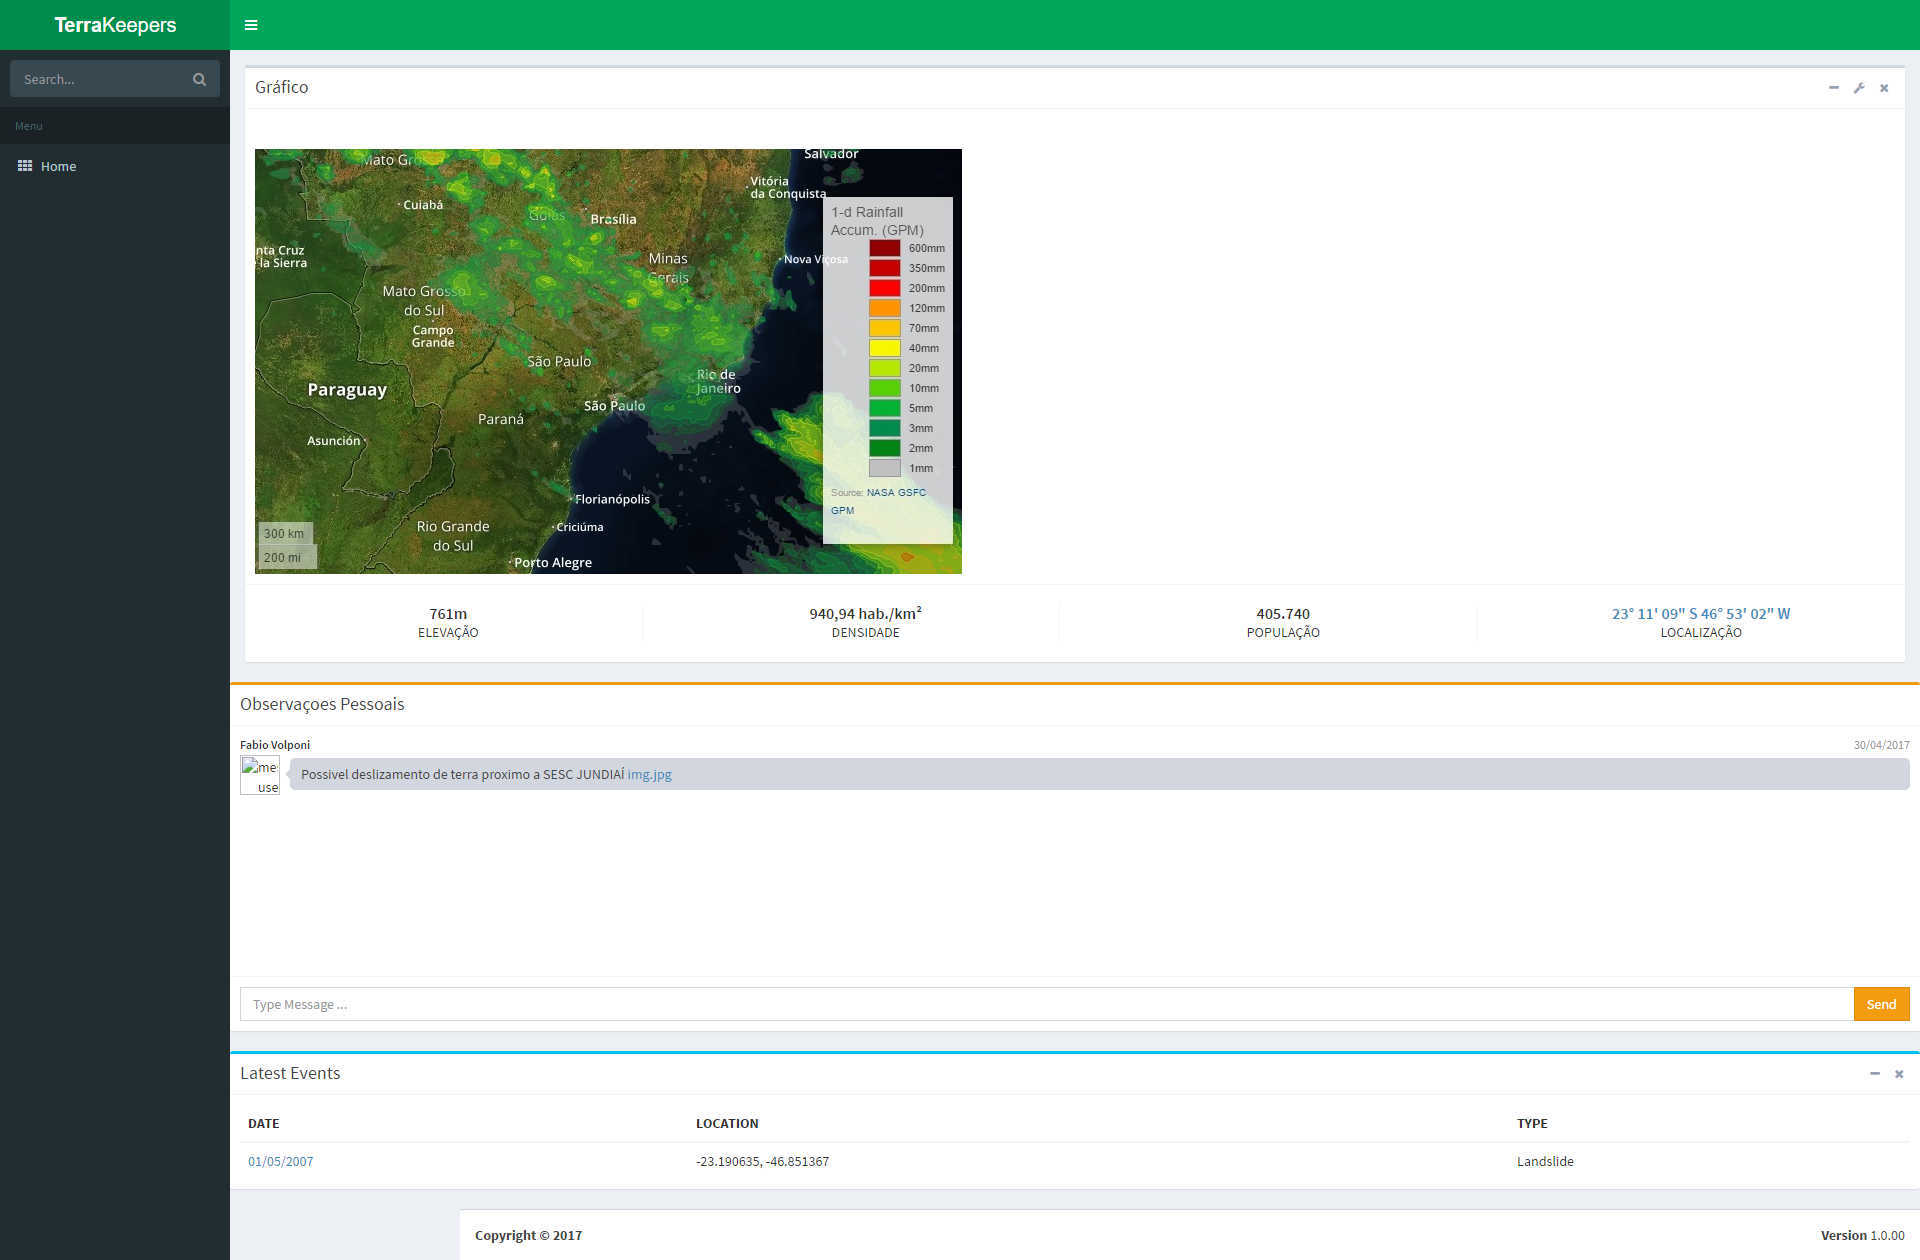 TerraKeepers
Search...
Menu
Home
Gráfico
Mato Grosso
Salvador
Vitória
da Conquista
Cuiabá
Goiás
Brasília
nta Cruz
la Sierra
Minas
Gerais
Nova Viçosa
Mato Grosso
do Sul
Campo
Grande
São Paulo
Rio de
Janeiro
Paraguay
São Paulo
Paraná
Asunción
Florianópolis
Rio Grande
do Sul
Criciúma
Porto Alegre
300 km
200 mi
1-d Rainfall
Accum. (GPM)
600mm
350mm
200mm
120mm
70mm
40mm
20mm
10mm
5mm
3mm
2mm
1mm
Source: NASA GSFC
GPM
761m
ELEVAÇÃO
940,94 hab./km²
DENSIDADE
405.740
POPULAÇÃO
23° 11' 09" S 46° 53' 02" W
LOCALIZAÇÃO
Observaçoes Pessoais
Fabio Volponi 30/04/2017
mes
use
Possivel deslizamento de terra proximo a SESC JUNDIAÍ img.jpg
Type Message ... Send
Latest Events
DATE LOCATION TYPE
01/05/2007 -23.190635, -46.851367 Landslide
Copyright © 2017 Version 1.0.00